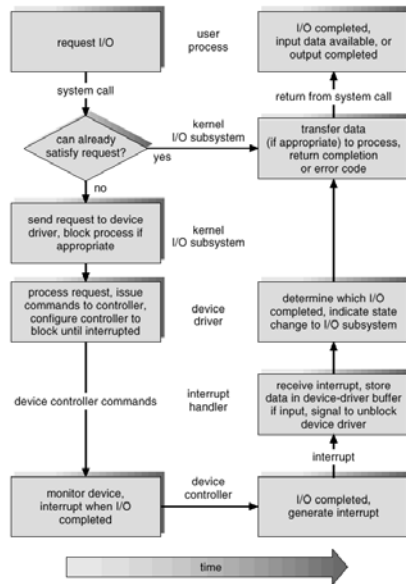 request I/O
user
process
I/O completed,
input data available, or
output completed
system call
return from system call
can already
satisfy request?
yes
kernel
I/O subsystem
transfer data
(if appropriate) to process,
return completion
or error code
no
send request to device
driver, block process if
appropriate
kernel
I/O subsystem
process request, issue
commands to controller,
configure controller to
block until interrupted
device
driver
determine which I/O
completed, indicate state
change to I/O subsystem
device controller commands
interrupt
handler
receive interrupt, store
data in device-driver buffer
if input, signal to unblock
device driver
interrupt
monitor device,
interrupt when I/O
completed
device
controller
I/O completed,
generate interrupt
time